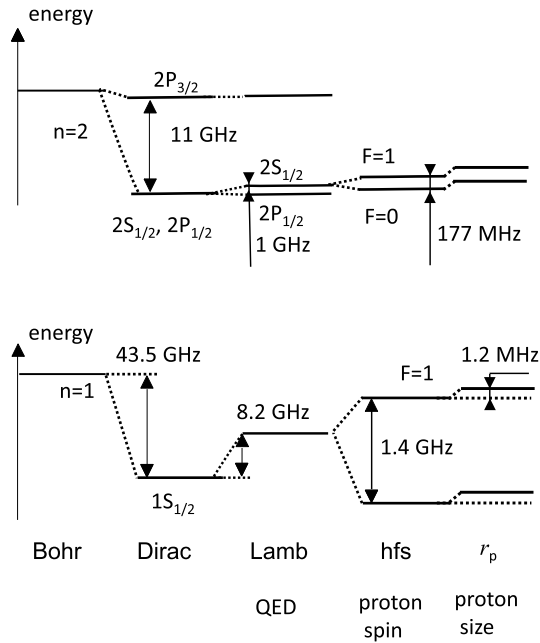 energy
2P3/2
n=2
11 GHz
2S1/2
F=1
2S1/2, 2P1/2
2P1/2
F=0
1 GHz
177 MHz
energy
43.5 GHz
1.2 MHz
n=1
F=1
8.2 GHz
1.4 GHz
1S1/2
Bohr Dirac Lamb hfs rp
QED proton spin proton size